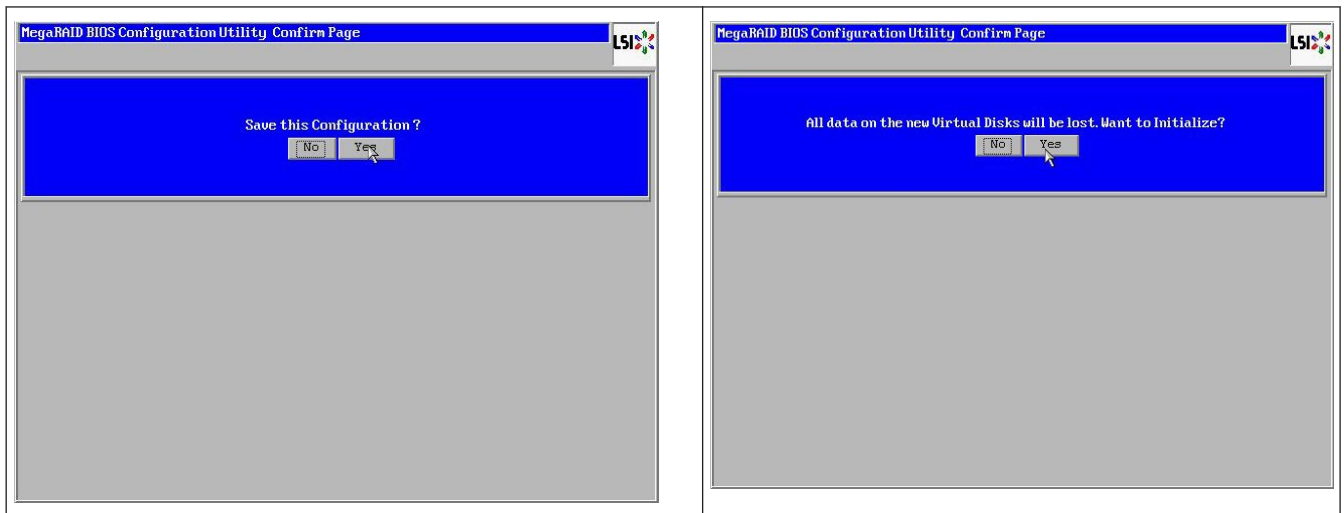 MegaRAID BIOS Configuration Utility Confirm Page
LSI
Save this Configuration ?
No Yes
MegaRAID BIOS Configuration Utility Confirm Page
LSI
All data on the new Virtual Disks will be lost. Want to Initialize?
No Yes